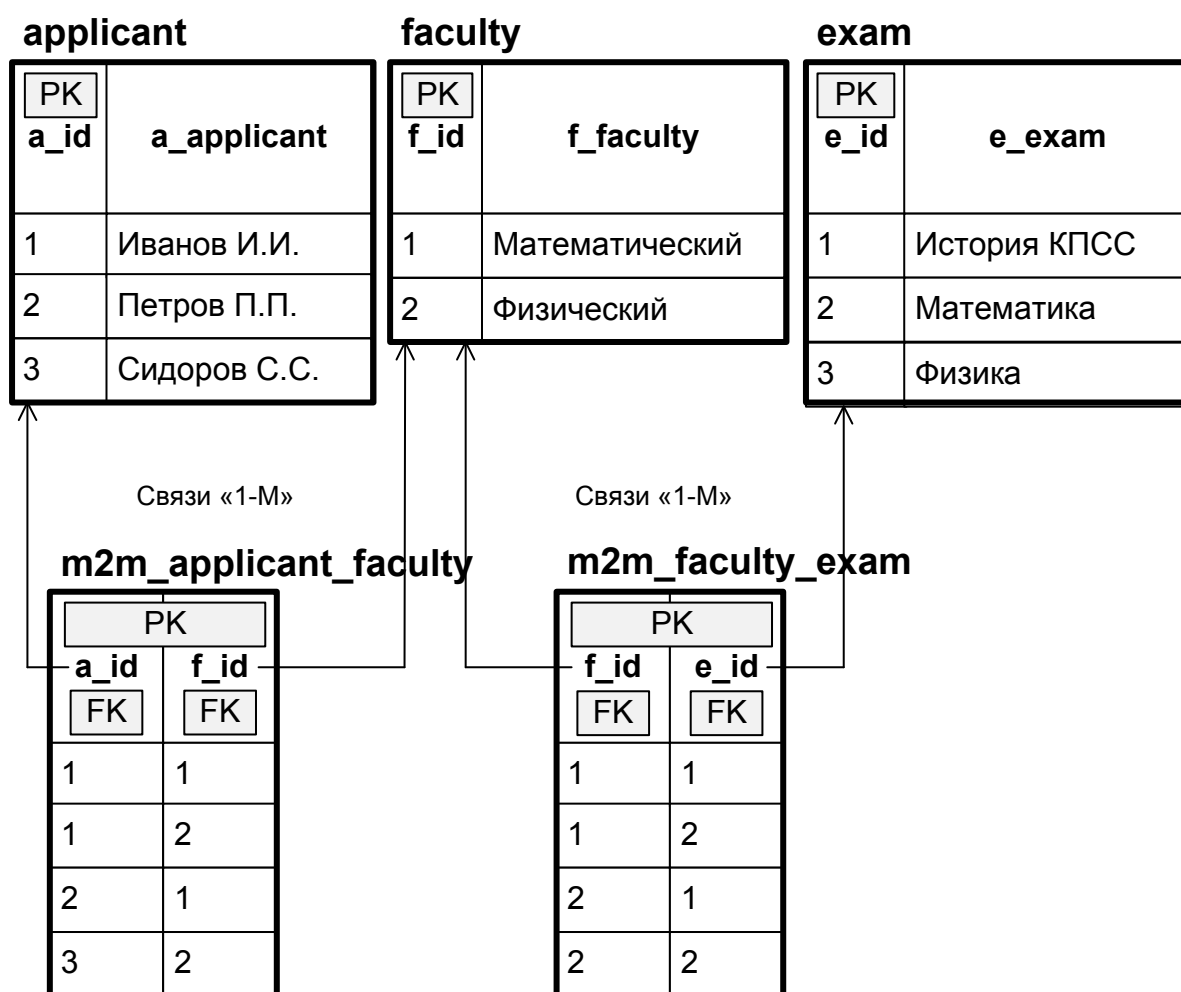 applicant faculty exam
PK PK PK
a_id a_applicant f_id f_faculty e_id e_exam
1 Иванов И.И. 1 Математический 1 История КПСС
2 Петров П.П. 2 Физический 2 Математика
3 Сидоров С.С. 3 Физика
Связи «1-М» Связи «1-М»
m2m_applicant_faculty m2m_faculty_exam
PK PK
a_id f_id f_id e_id
FK FK FK FK
1 1 1 1
1 2 1 2
2 1 2 1
3 2 2 2